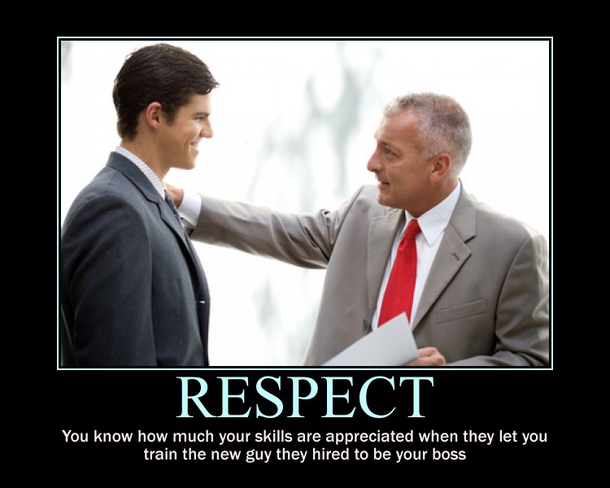 RESPECT
You know how much your skills are appreciated when they let you
train the new guy they hired to be your boss